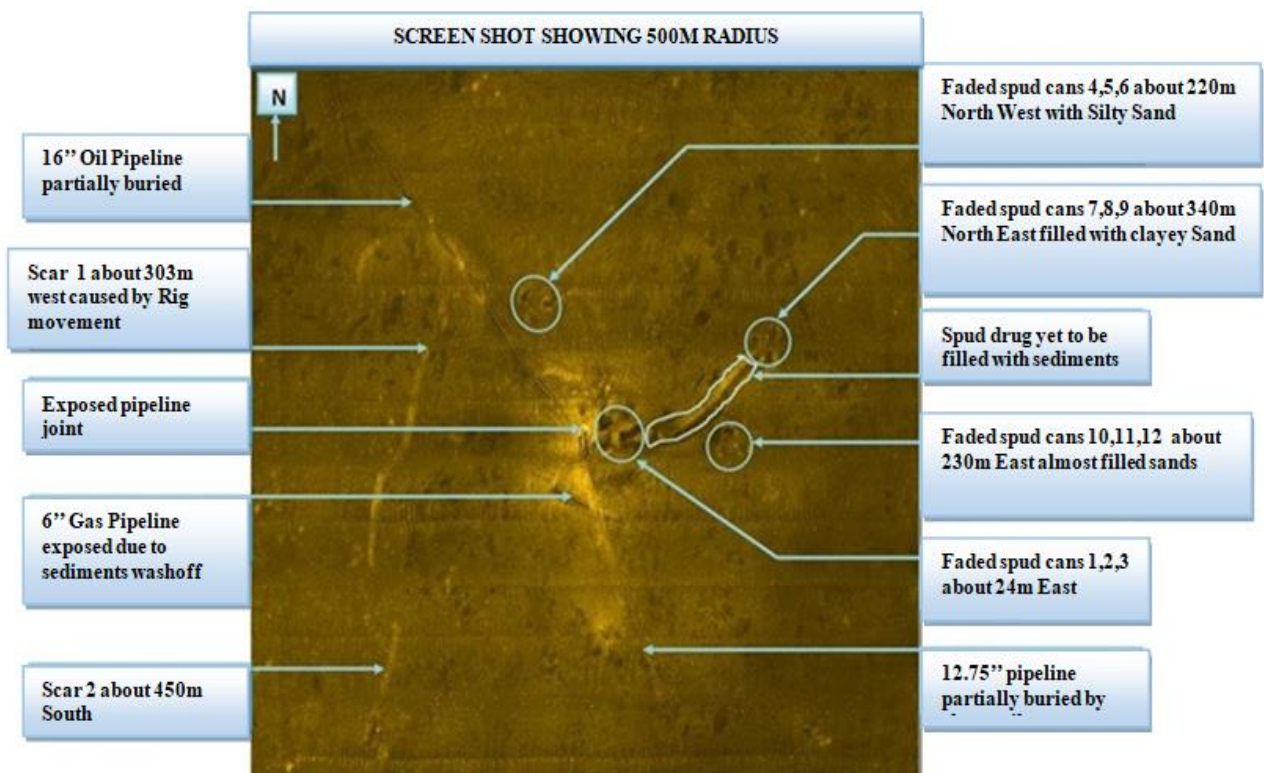 SCREEN SHOT SHOWING 500M RADIUS
N
16’’ Oil Pipeline
partially buried
Scar 1 about 303m
west caused by Rig
movement
Exposed pipeline
joint
6’’ Gas Pipeline
exposed due to
sediments washoff
Scar 2 about 450m
South
Faded spud cans 4,5,6 about 220m
North West with Silty Sand
Faded spud cans 7,8,9 about 340m
North East filled with clayey Sand
Spud drug yet to be
filled with sediments
Faded spud cans 10,11,12 about
230m East almost filled sands
Faded spud cans 1,2,3
about 24m East
12.75’’ pipeline
partially buried by